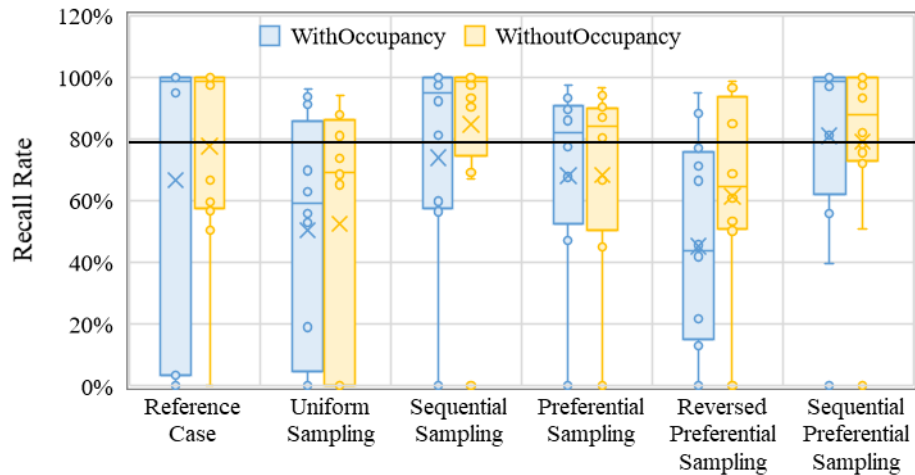 120%
WithOccupancy WithoutOccupancy
100%
80%
60%
40%
20%
0%
Recall Rate
Reference
Case
Uniform
Sampling
Sequential
Sampling
Preferential
Sampling
Reversed
Preferential
Sampling
Sequential
Preferential
Sampling